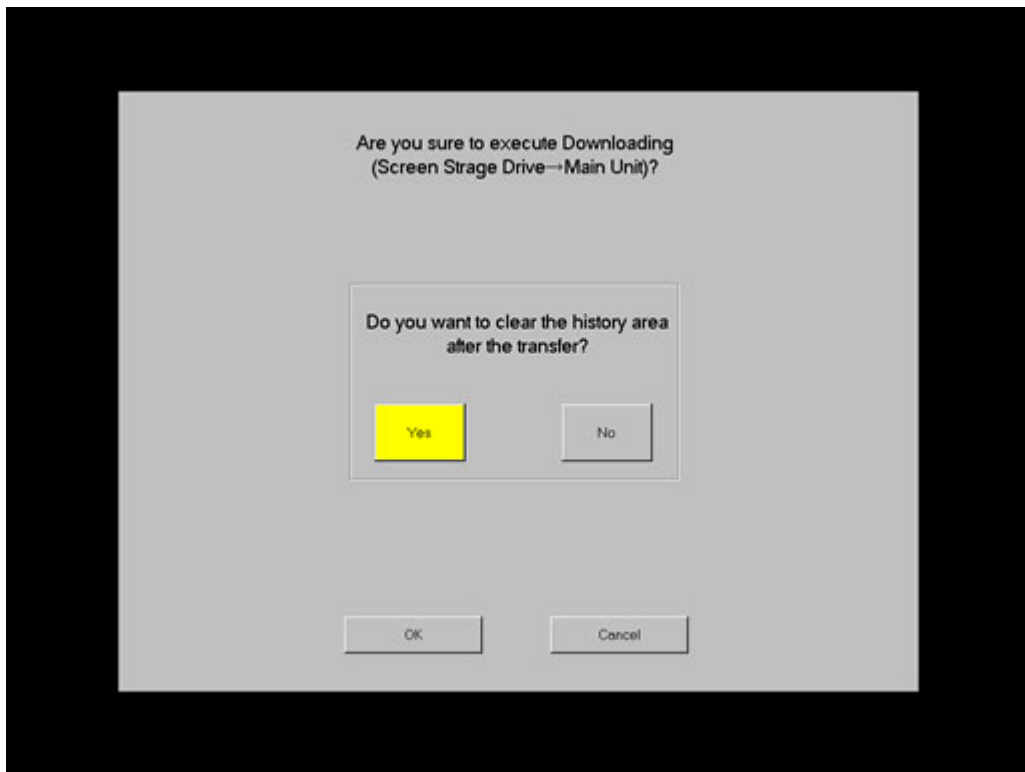 Are you sure to execute Downloading
(Screen Strage Drive→Main Unit)?
Do you want to clear the history area
after the transfer?
Yes
No
OK
Cancel